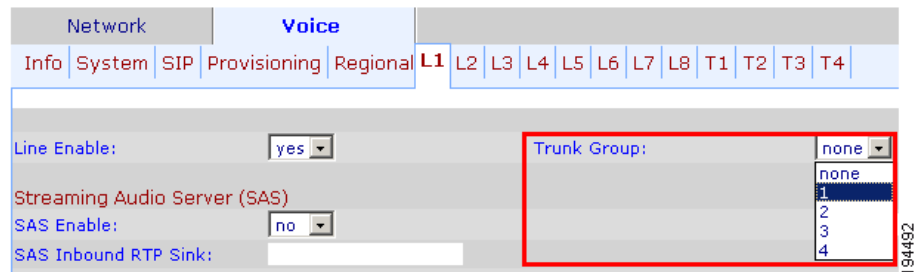 Network Voice
Info System SIP Provisioning Regional L1 L2 L3 L4 L5 L6 L7 L8 T1 T2 T3 T4
Line Enable: yes Trunk Group: none
none
1
Streaming Audio Server (SAS)
2
SAS Enable: no
3
SAS Inbound RTP Sink:
4
94492